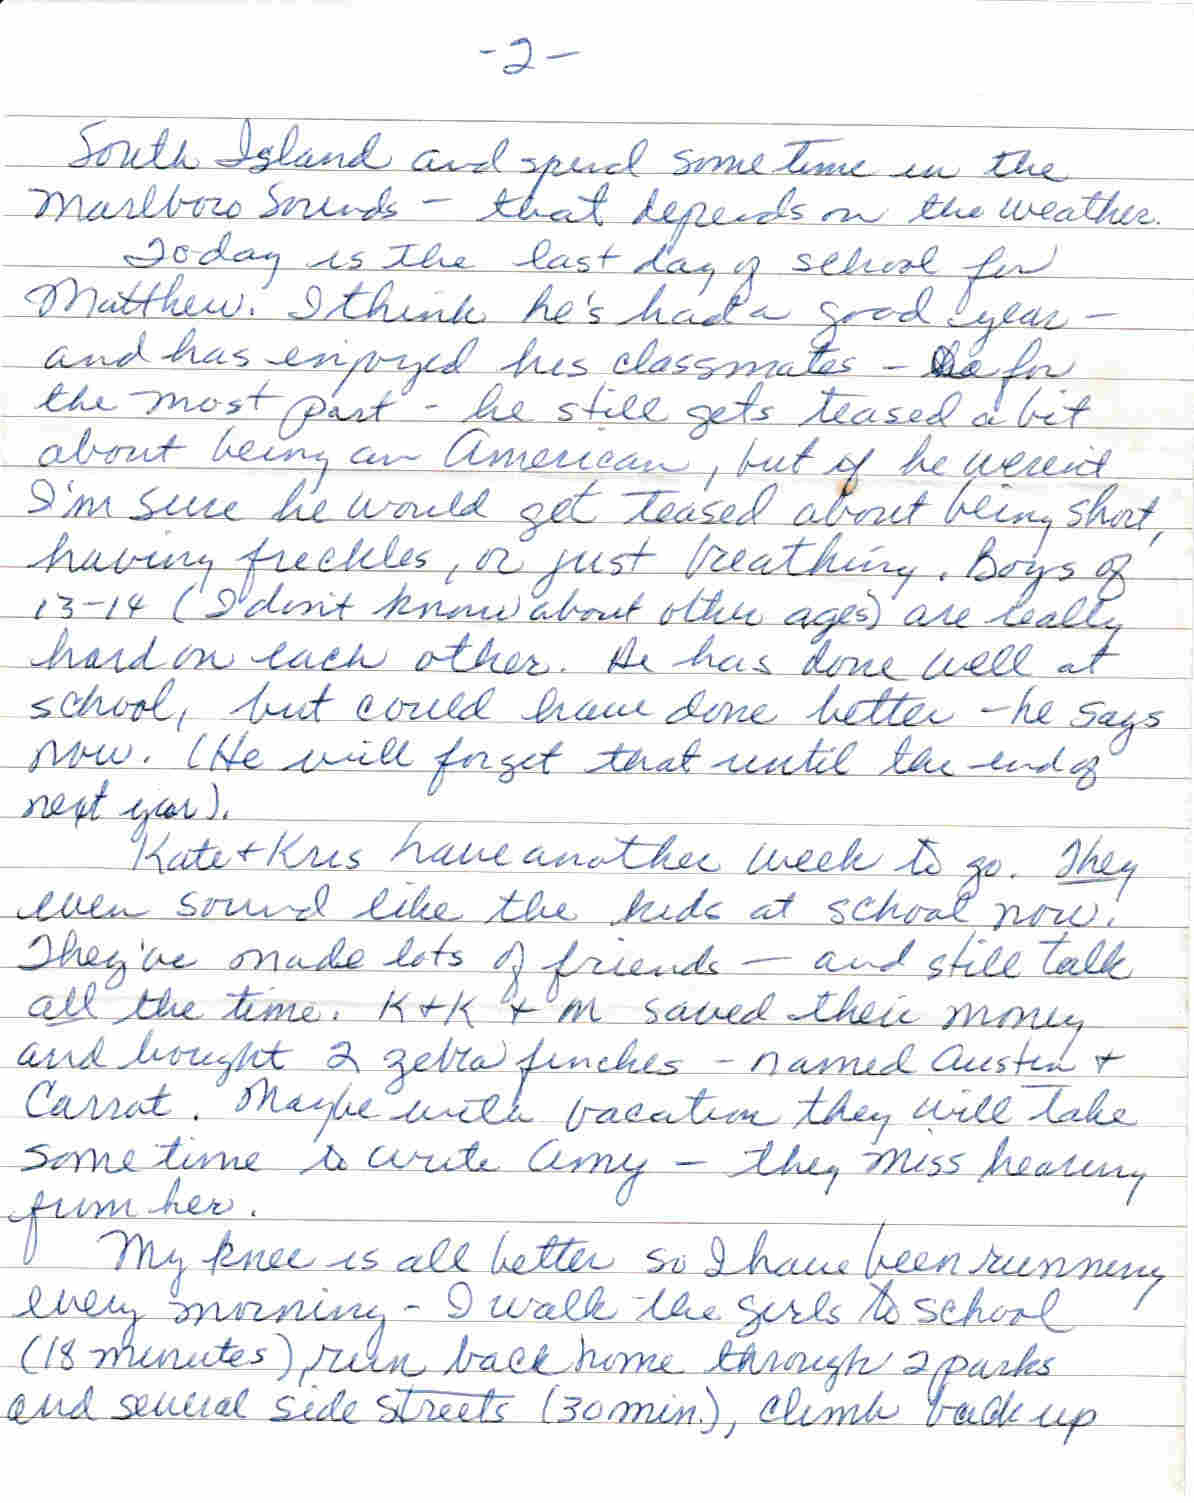 -2-
South Island and spend some time in the
Marlboro Sounds - that depends on the weather.
Today is the last day of school for
Matthew. I think he's had a good year -
and has enjoyed his classmates - for
the most part - he still gets teased a bit
about being an American, but if he weren't
I'm sure he would get teased about being short,
having freckles, or just breathing. Boys of
13-14 (I don't know about other ages) are really
hard on each other. He has done well at
school, but could have done better - he says
now. (He will forget that until the end of
next year).
Kate + Kris have another week to go. They
even sound like the kids at school now.
They've made lots of friends - and still talk
all the time. K+K + M saved their money
and bought 2 zebra finches - named Austin +
Carrot. Maybe with vacation they will take
some time to write Amy - they miss hearing
from her.
My knee is all better so I have been running
every morning - I walk the girls to school
(18 minutes), run back home through 2 parks
and several side streets (30 min.), climb back up